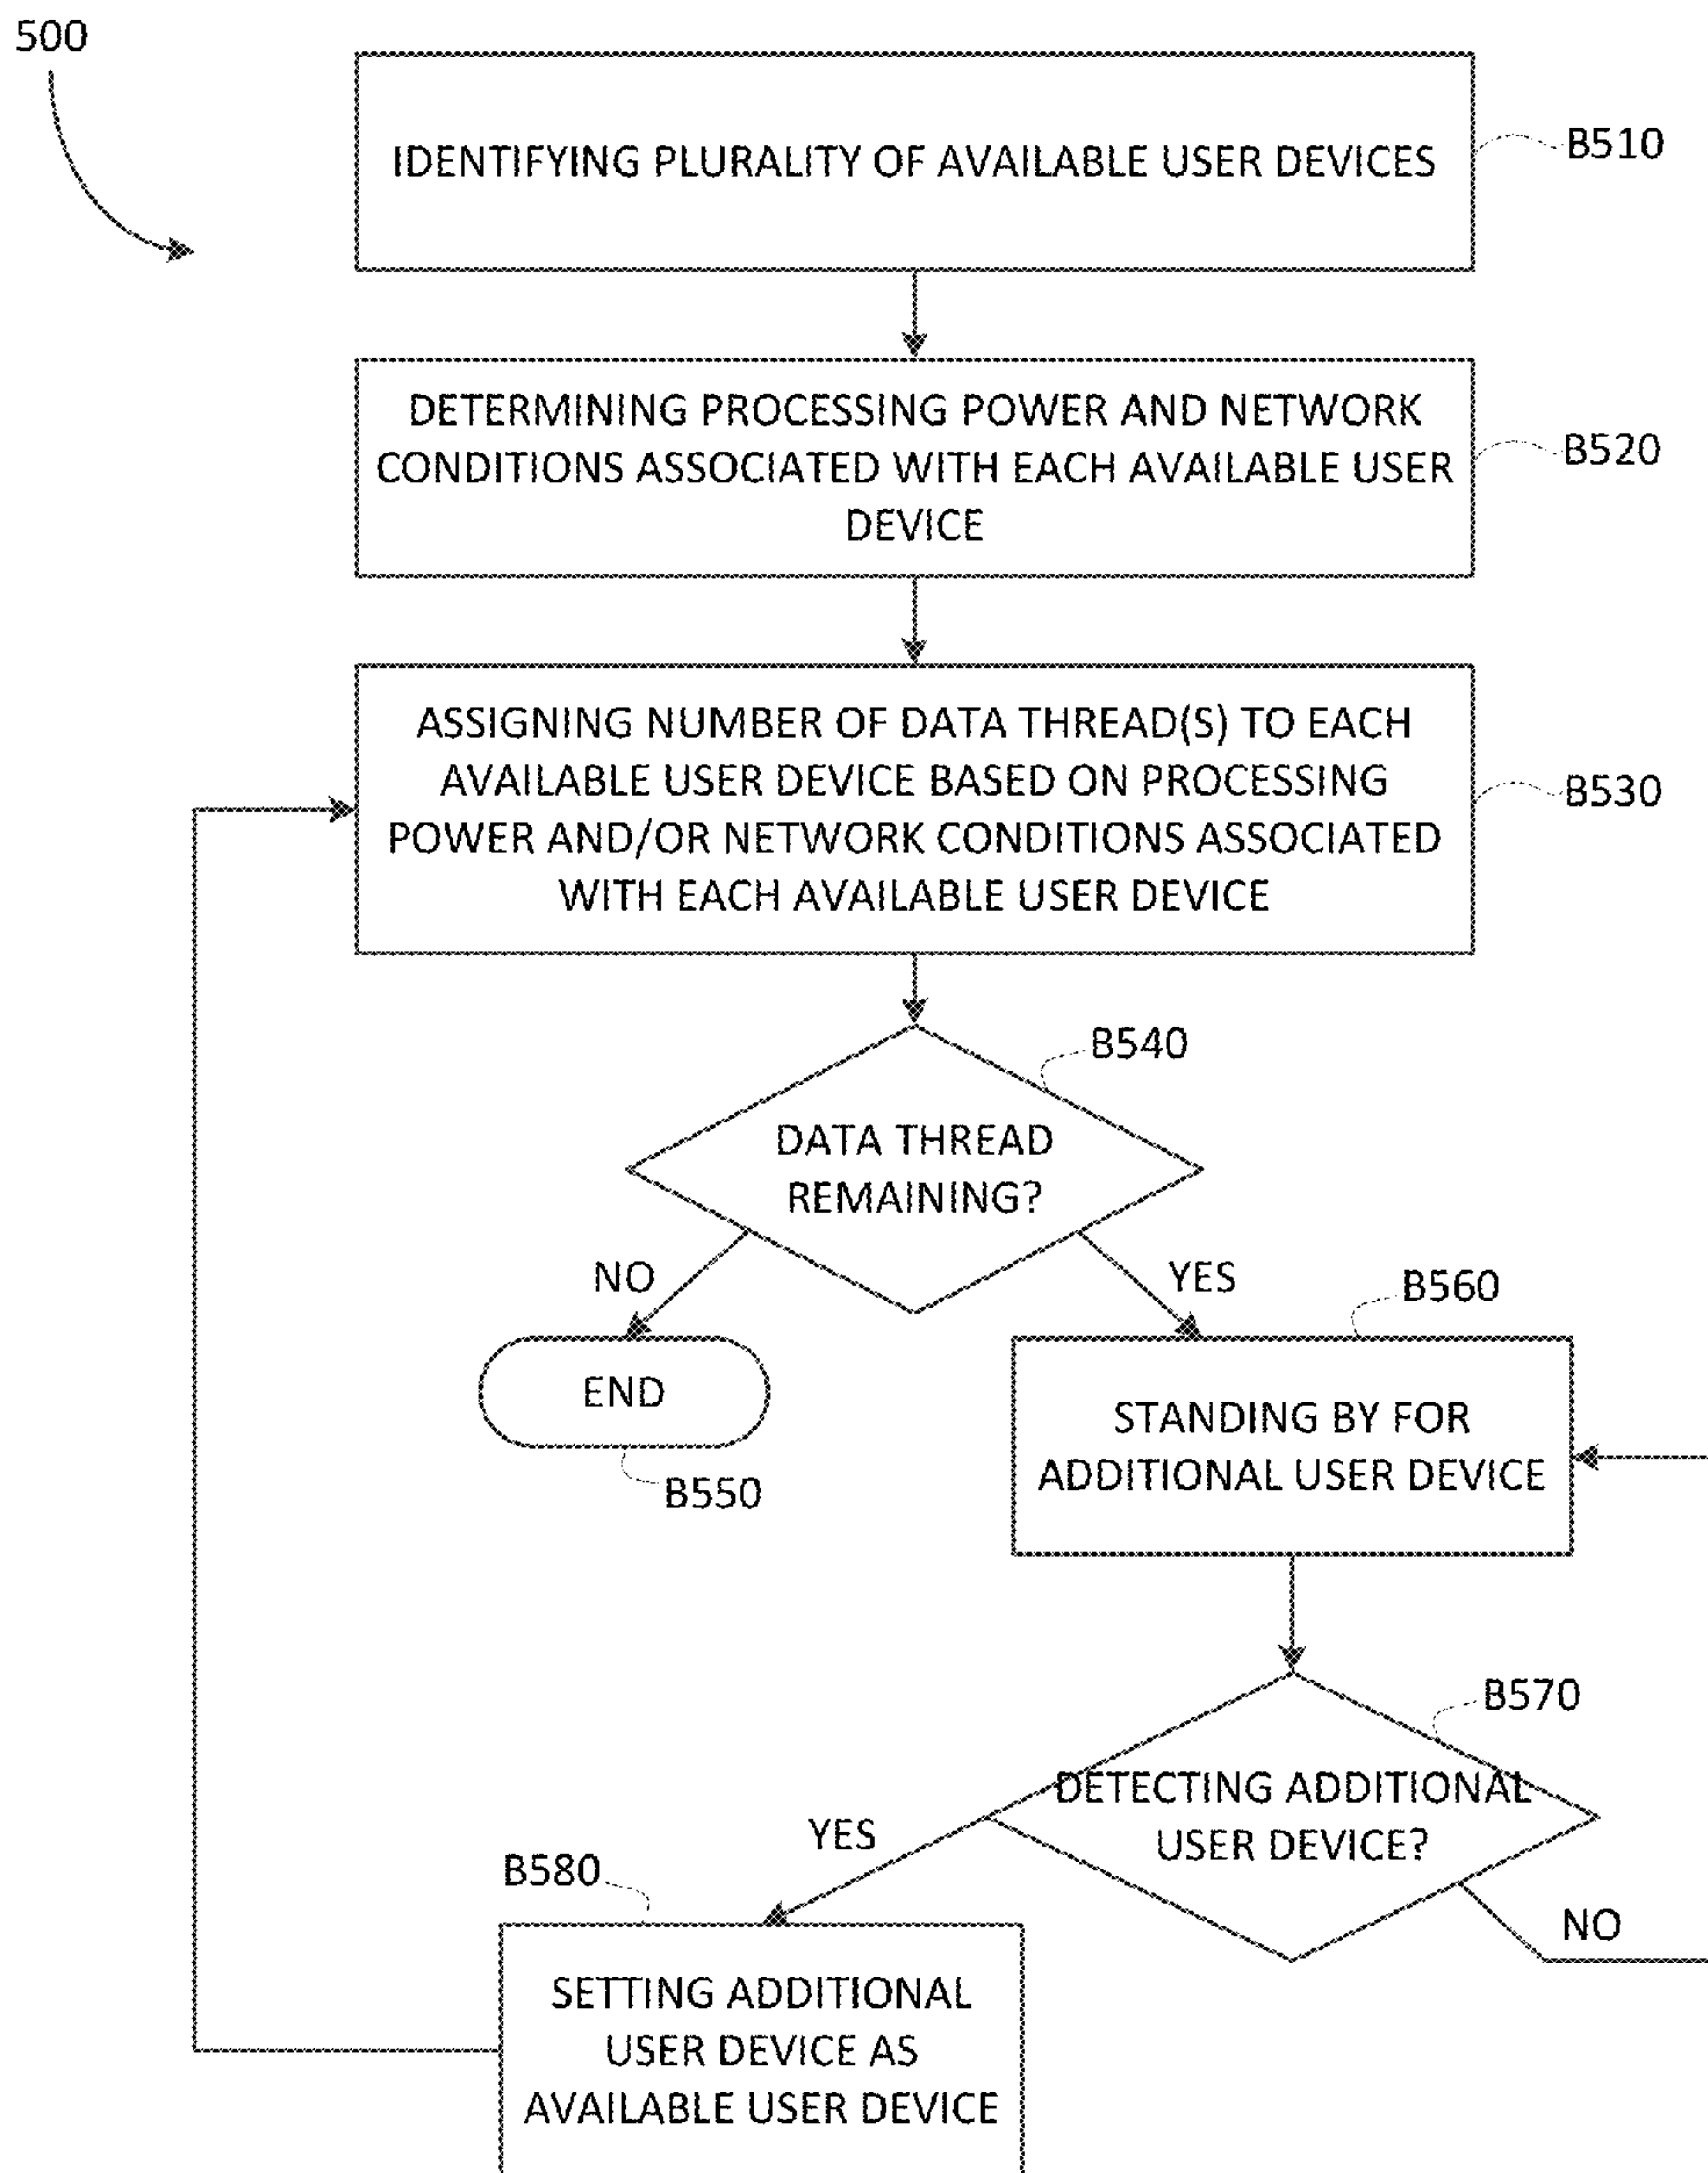 500
IDENTIFYING PLURALITY OF AVAILABLE USER DEVICES
B510
DETERMINING PROCESSING POWER AND NETWORK
CONDITIONS ASSOCIATED WITH EACH AVAILABLE USER
DEVICE
B520
ASSIGNING NUMBER OF DATA THREAD(S) TO EACH
AVAILABLE USER DEVICE BASED ON PROCESSING
POWER AND/OR NETWORK CONDITIONS ASSOCIATED
WITH EACH AVAILABLE USER DEVICE
B530
B540
DATA THREAD
REMAINING?
NO
YES
B560
END
B550
STANDING BY FOR
ADDITIONAL USER DEVICE
B570
DETECTING ADDITIONAL
USER DEVICE?
YES
NO
B580
SETTING ADDITIONAL
USER DEVICE AS
AVAILABLE USER DEVICE